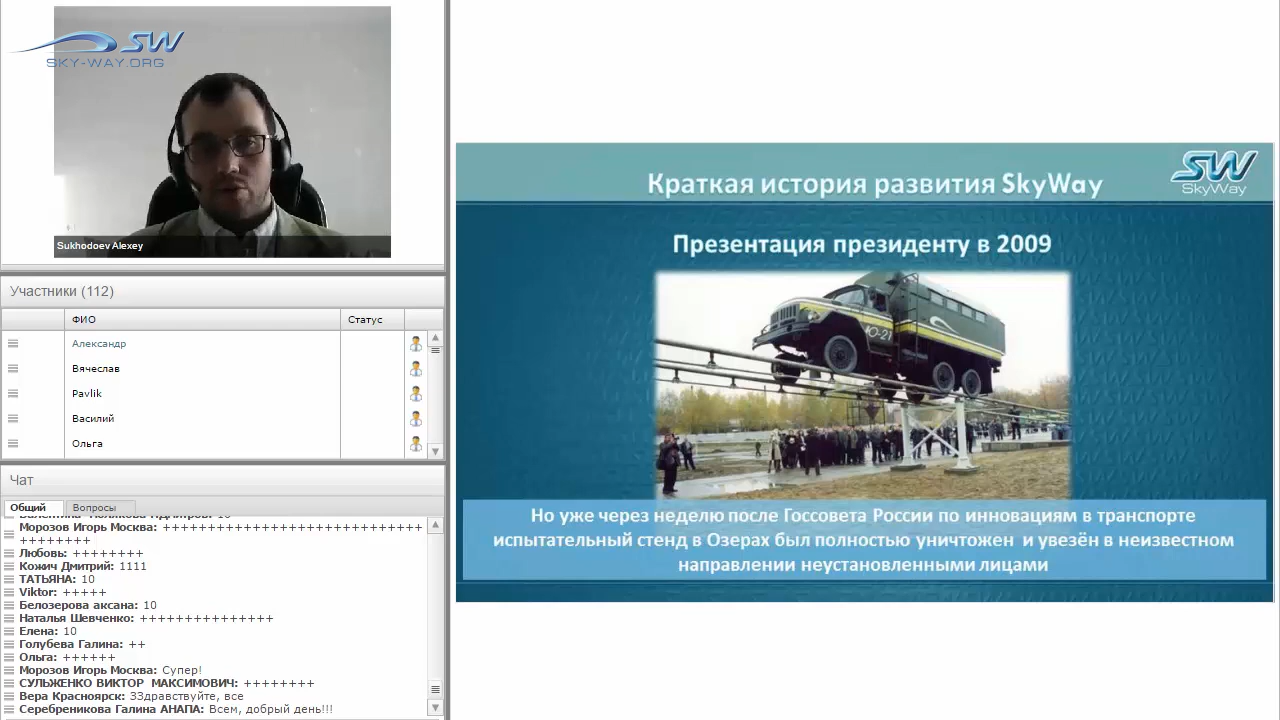 SW
SKY-WAY.ORG
Sukhodoev Alexey
Участники (112)
ФИО Статус
Александр
Вячеслав
Pavlik
Василий
Ольга
Чат
Общий Вопросы
Морозов Игорь Москва: ++++++++++++++++++++++++++++++
++++++++
Любовь: ++++++++
Кожич Дмитрий: 1111
ТАТЬЯНА: 10
Viktor: +++++
Белозерова аксана: 10
Наталья Шевченко: +++++++++++++++
Елена: 10
Голубева Галина: ++
Ольга: ++++++
Морозов Игорь Москва: Супер!
СУЛЬЖЕНКО ВИКТОР МАКСИМОВИЧ: ++++++++
Вера Красноярск: ЗЗдравствуйте, все
Серебреникова Галина АНАПА: Всем, добрый день!!!
Краткая история развития SkyWay
SW
SkyWay
Презентация президенту в 2009
Ю-21
Но уже через неделю после Госсовета России по инновациям в транспорте
испытательный стенд в Озерах был полностью уничтожен и увезён в неизвестном
направлении неустановленными лицами